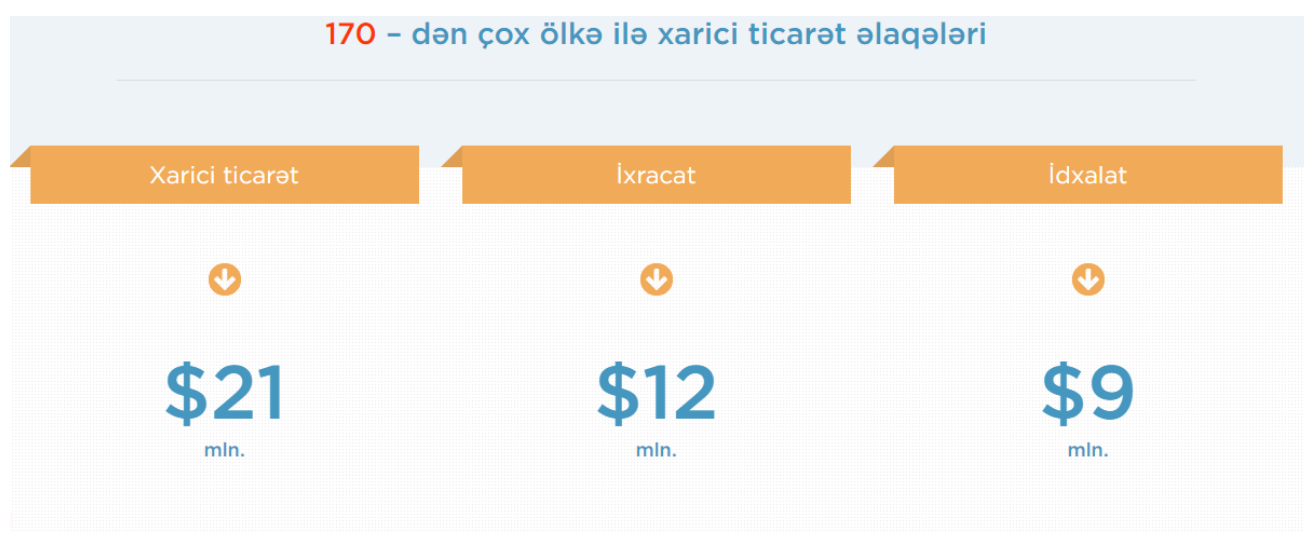 170 – dən çox ölkə ilə xarici ticarət əlaqələri
Xarici ticarət
İxracat
İdxalat
$21
$12
$9
mln.
mln.
mln.